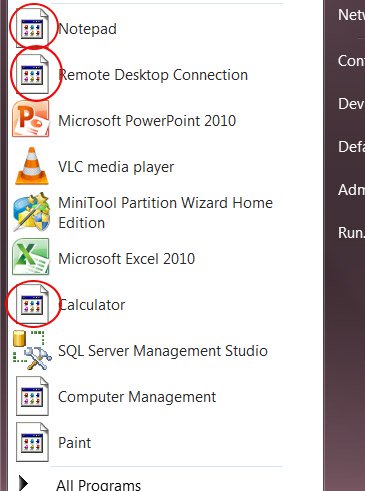 Notepad
Remote Desktop Connection
Microsoft PowerPoint 2010
VLC media player
MiniTool Partition Wizard Home
Edition
Microsoft Excel 2010
Calculator
SQL Server Management Studio
Computer Management
Paint
All Programs
Netw
Con
Dev
Defa
Adm
Run.